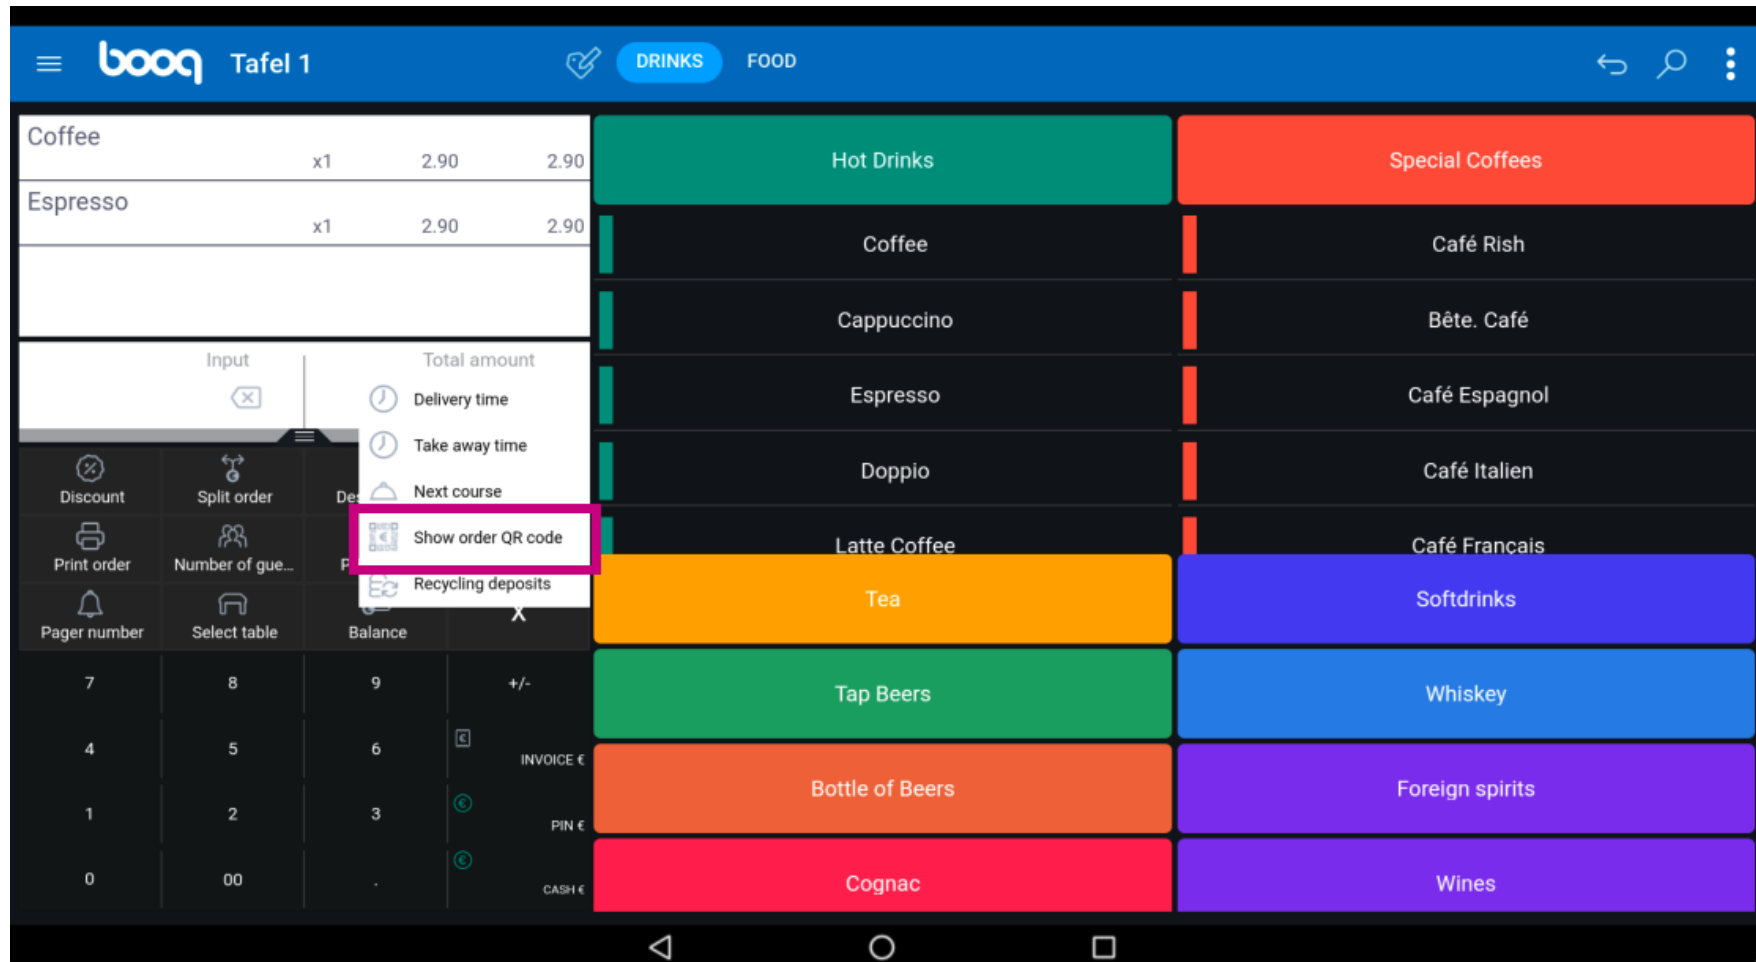 booq Tafel 1 DRINKS FOOD
Coffee
x1 2.90 2.90
Espresso
x1 2.90 2.90
Input Total amount
Delivery time
Take away time
Next course
Show order QR code
Recycling deposits
Discount Split order
Print order Number of gue...
Pager number Select table Balance X
7 8 9 +/-
4 5 6 INVOICE €
1 2 3 PIN €
0 00 . CASH €
Hot Drinks
Coffee
Cappuccino
Espresso
Doppio
Latte Coffee
Tea
Tap Beers
Bottle of Beers
Cognac
Special Coffees
Café Rish
Bête. Café
Café Espagnol
Café Italien
Café Français
Softdrinks
Whiskey
Foreign spirits
Wines